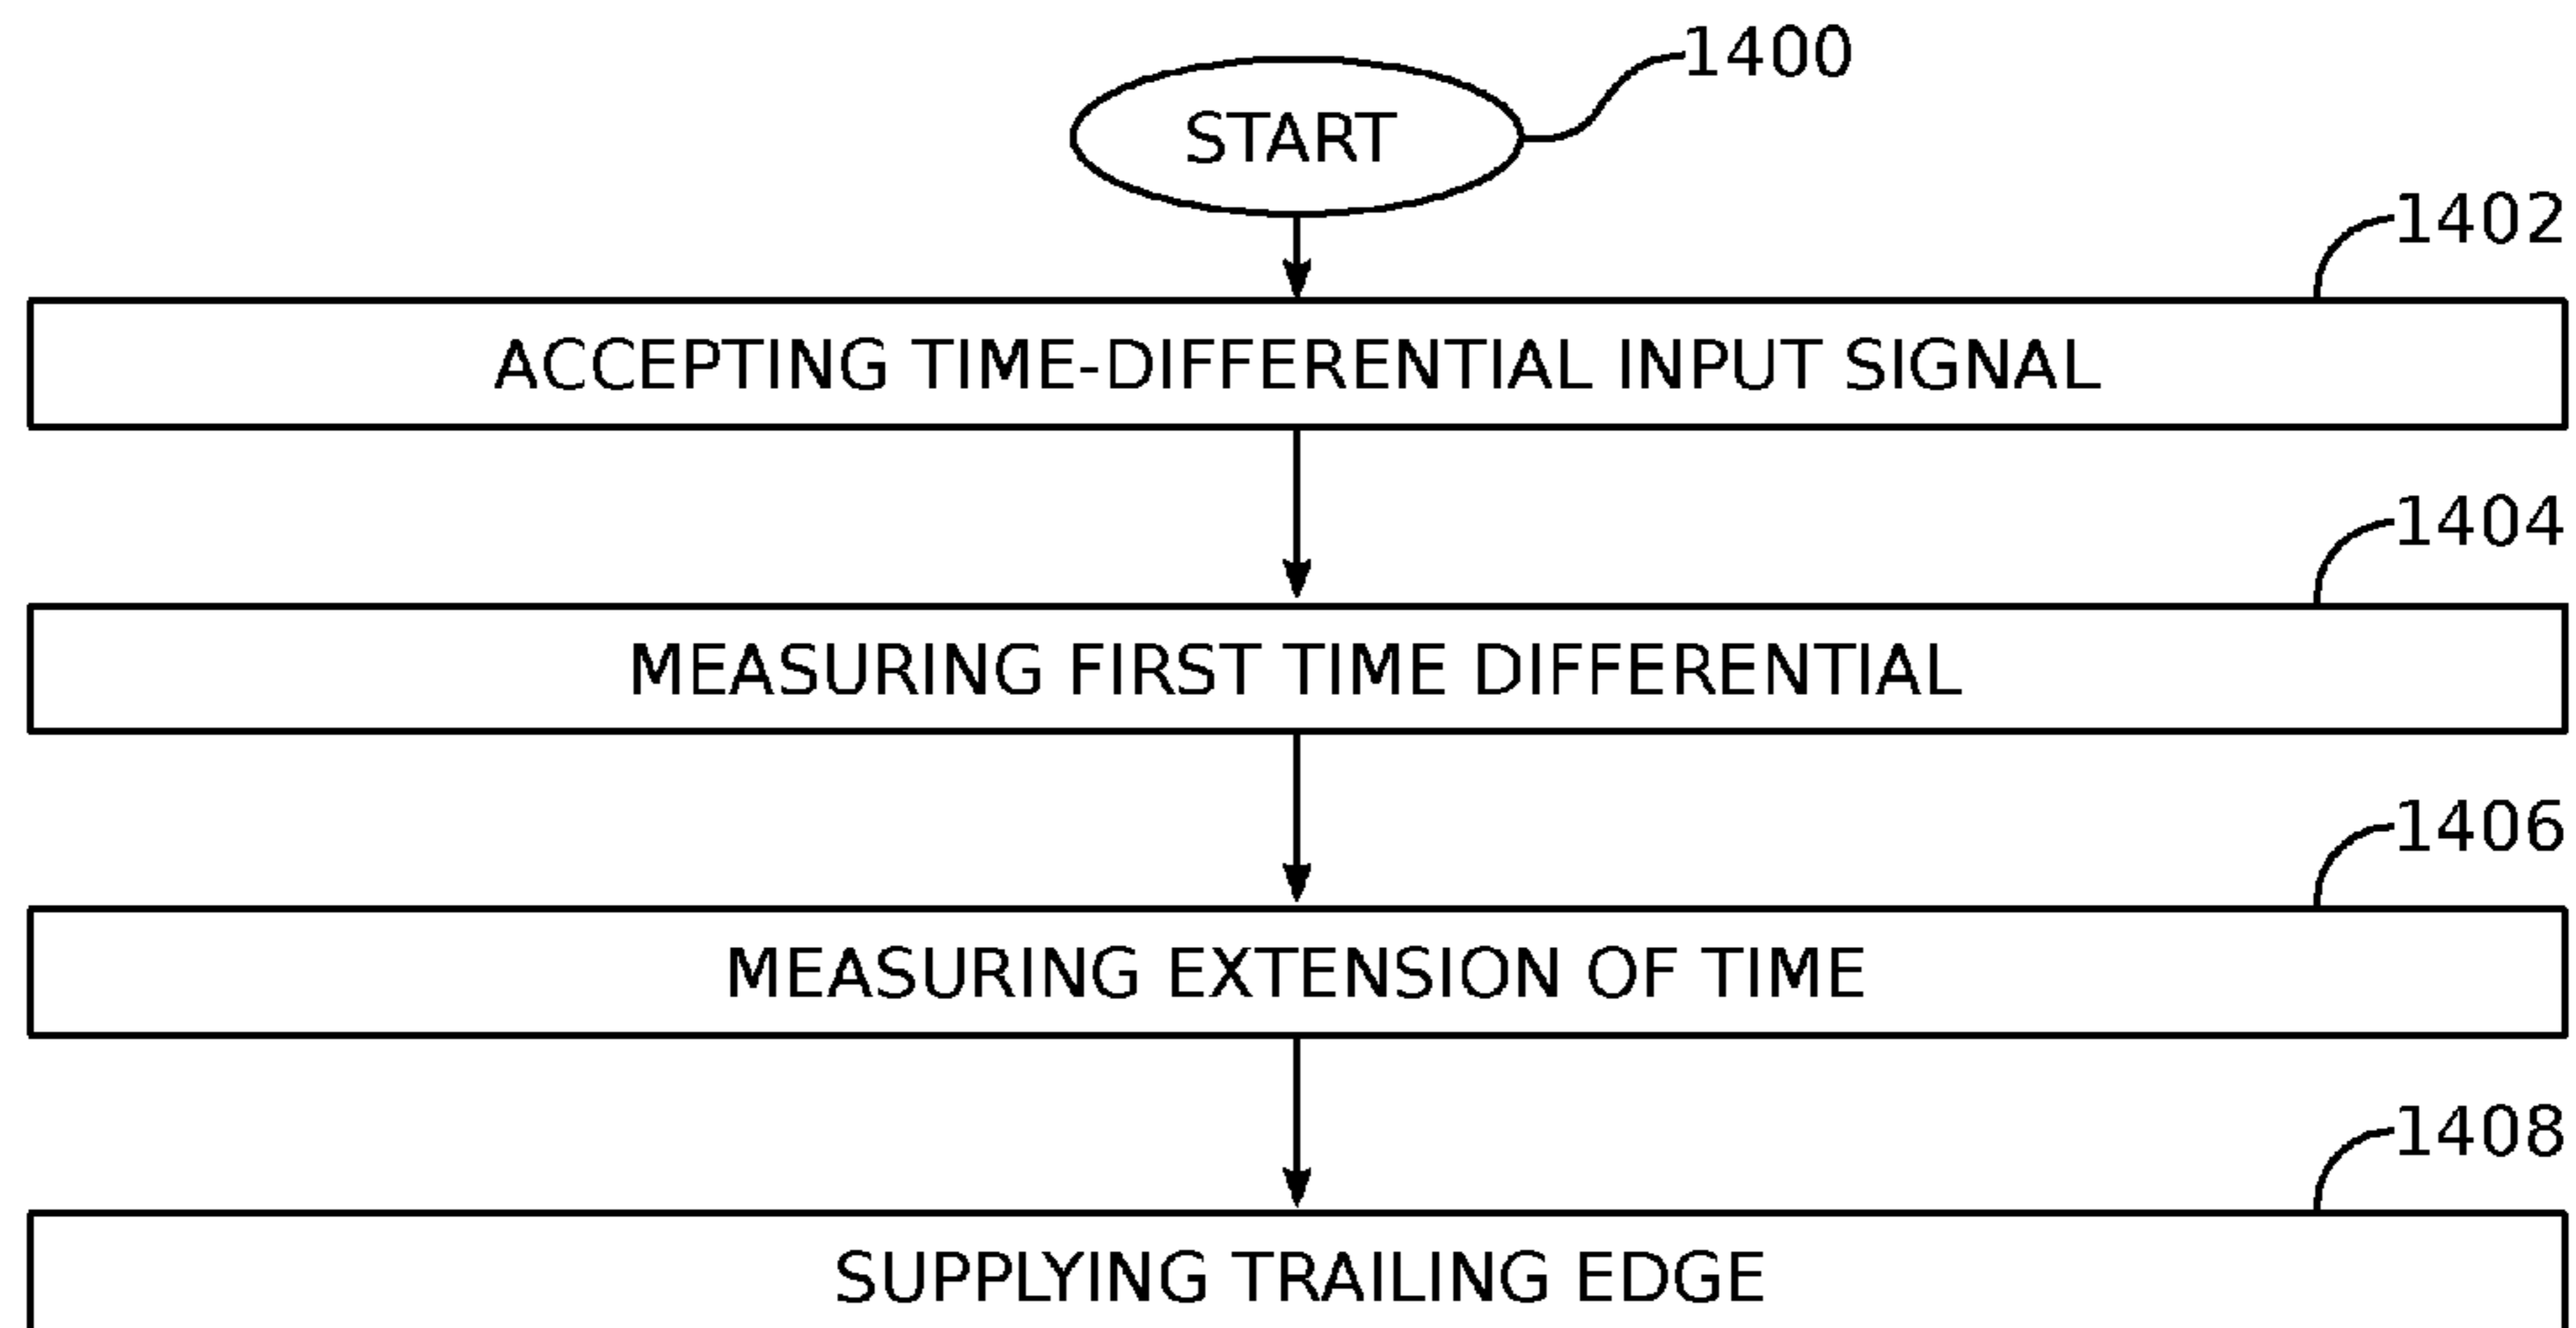 1400
START
1402
ACCEPTING TIME-DIFFERENTIAL INPUT SIGNAL
1404
MEASURING FIRST TIME DIFFERENTIAL
1406
MEASURING EXTENSION OF TIME
1408
SUPPLYING TRAILING EDGE